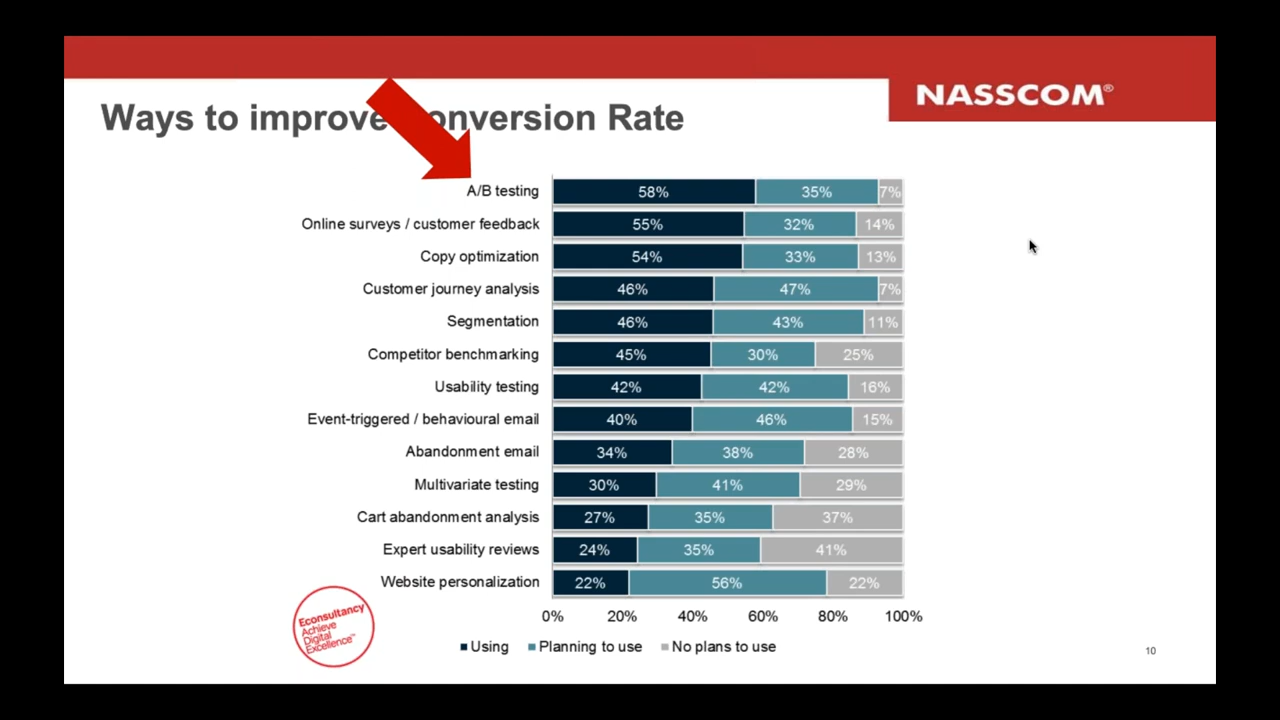 NASSCOM®
Ways to improve onversion Rate
A/B testing 58% 35% 7%
Online surveys / customer feedback 55% 32% 14%
Copy optimization 54% 33% 13%
Customer journey analysis 46% 47% 7%
Segmentation 46% 43% 11%
Competitor benchmarking 45% 30% 25%
Usability testing 42% 42% 16%
Event-triggered / behavioural email 40% 46% 15%
Abandonment email 34% 38% 28%
Multivariate testing 30% 41% 29%
Cart abandonment analysis 27% 35% 37%
Expert usability reviews 24% 35% 41%
Website personalization 22% 56% 22%
0% 20% 40% 60% 80% 100%
Using Planning to use No plans to use
Econsultancy
Achieve
Digital
Excellence™
10